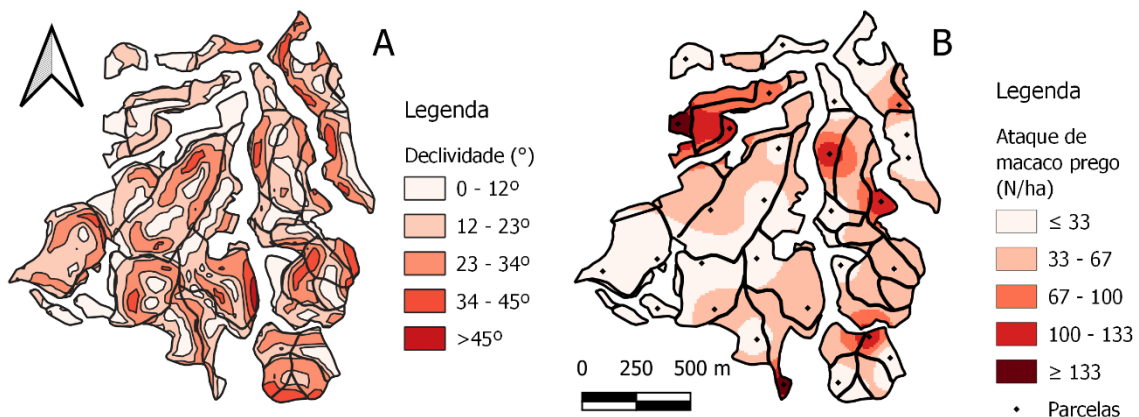 A
Legenda
Declividade (°)
0 - 12º
12 - 23º
23 - 34º
34 - 45º
>45º
B
Legenda
Ataque de
macaco prego
(N/ha)
≤ 33
33 - 67
67 - 100
100 - 133
≥ 133
Parcelas
0 250 500 m